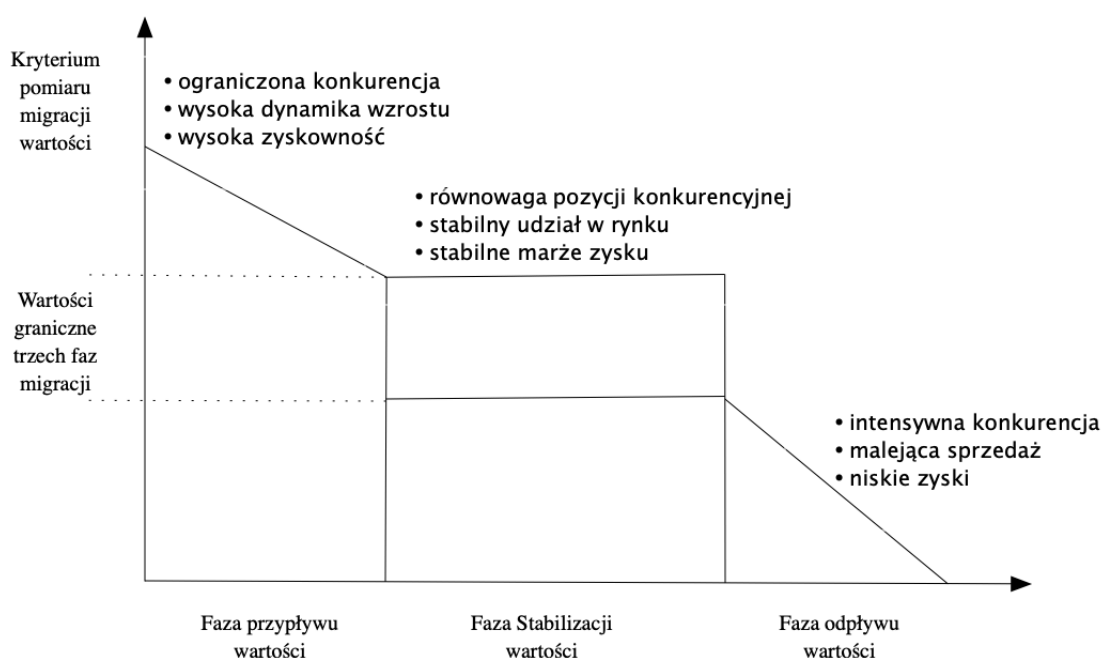 Kryterium
pomiaru
migracji
wartości
• ograniczona konkurencja
• wysoka dynamika wzrostu
• wysoka zyskowność
• równowaga pozycji konkurencyjnej
• stabilny udział w rynku
• stabilne marże zysku
Wartości
graniczne
trzech faz
migracji
• intensywna konkurencja
• malejąca sprzedaż
• niskie zyski
Faza przypływu
wartości
Faza Stabilizacji
wartości
Faza odpływu
wartości